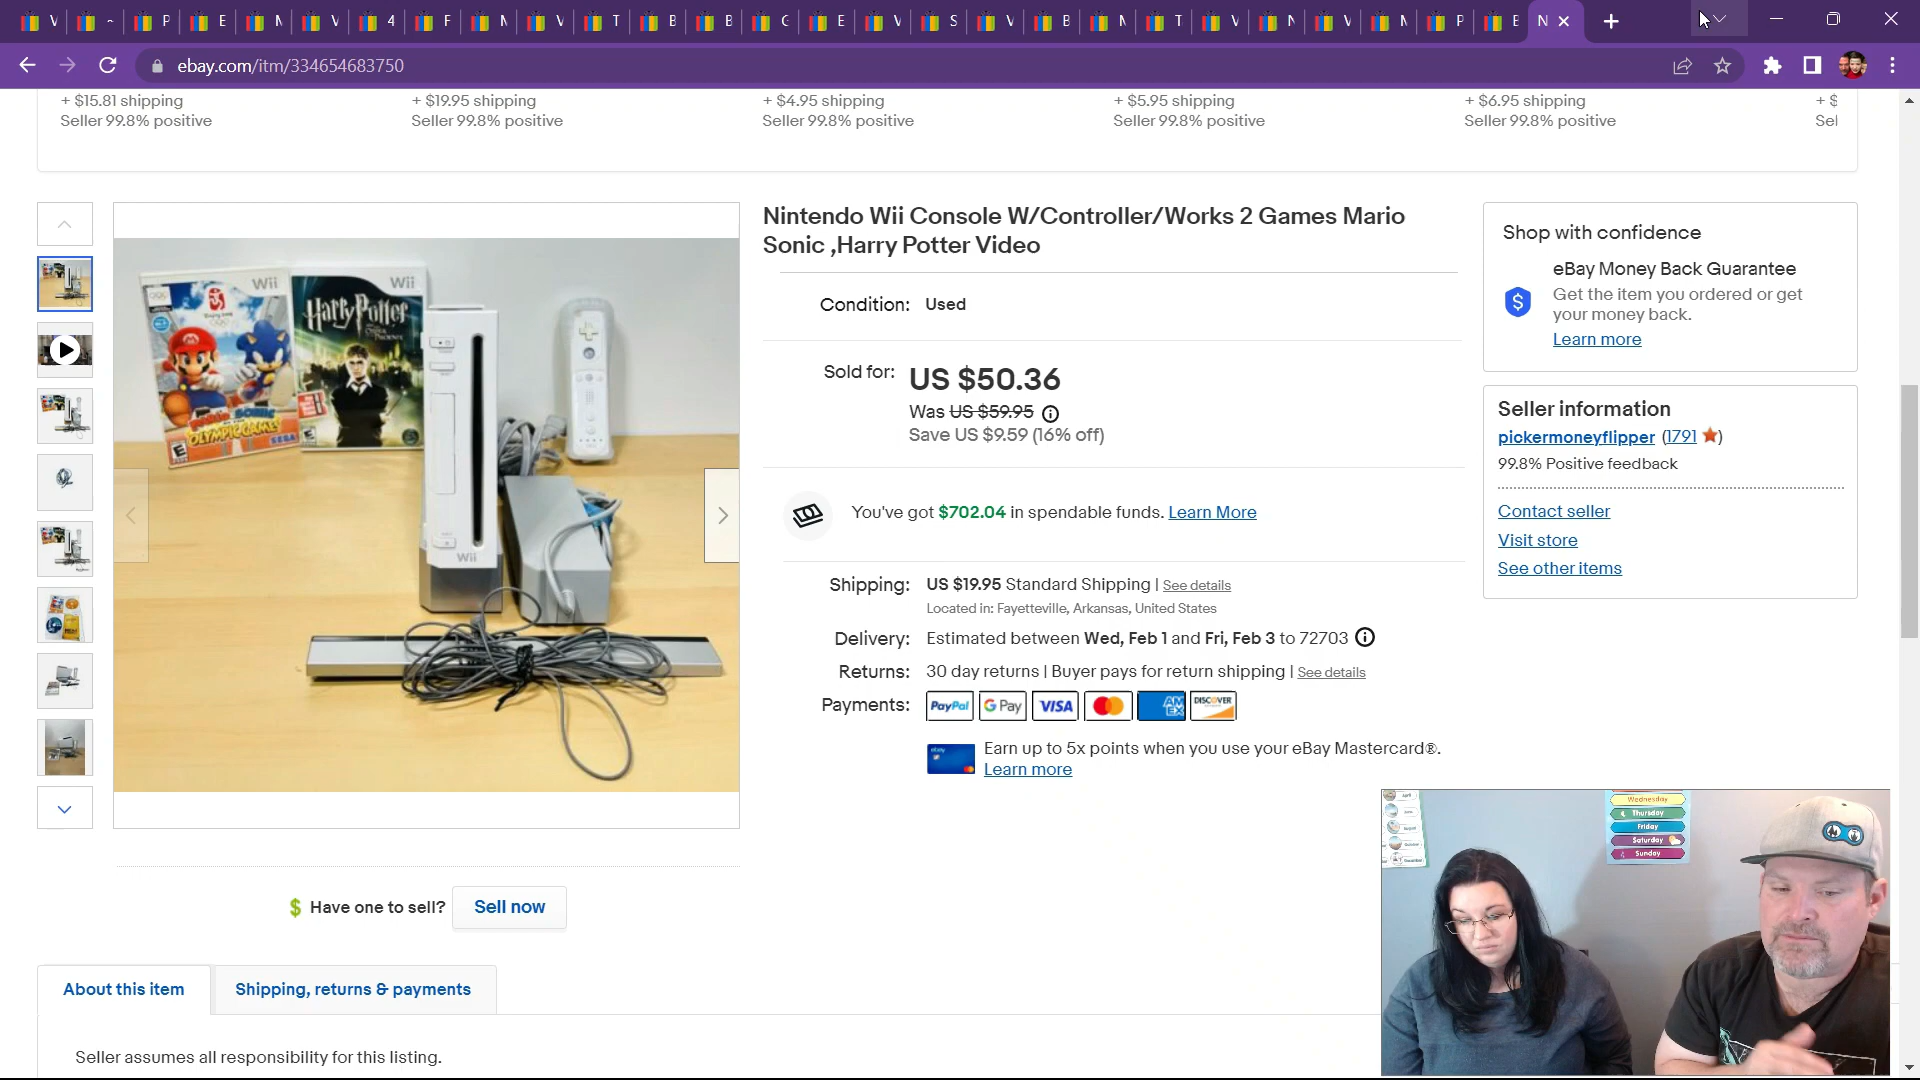 ebay.com/itm/334654683750
+ $15.81 shipping
Seller 99.8% positive
+ $19.95 shipping
Seller 99.8% positive
+ $4.95 shipping
Seller 99.8% positive
+ $5.95 shipping
Seller 99.8% positive
+ $6.95 shipping
Seller 99.8% positive
+ $
Sel
Wii
Wii
Harry Potter
OLYMPIC GAMES
SEGA
Wii
Nintendo Wii Console W/Controller/Works 2 Games Mario
Sonic ,Harry Potter Video
Condition: Used
Sold for: US $50.36
Was US $59.95
Save US $9.59 (16% off)
You've got $702.04 in spendable funds. Learn More
Shipping: US $19.95 Standard Shipping | See details
Located in: Fayetteville, Arkansas, United States
Delivery: Estimated between Wed, Feb 1 and Fri, Feb 3 to 72703
Returns: 30 day returns | Buyer pays for return shipping | See details
Payments: PayPal G Pay VISA AM EX DISCOVER
Earn up to 5x points when you use your eBay Mastercard®.
Learn more
Shop with confidence
eBay Money Back Guarantee
Get the item you ordered or get
your money back.
Learn more
Seller information
pickermoneyflipper (1791)
99.8% Positive feedback
Contact seller
Visit store
See other items
Have one to sell? Sell now
About this item
Shipping, returns & payments
Seller assumes all responsibility for this listing.
Wednesday
Thursday
Friday
Saturday
Sunday